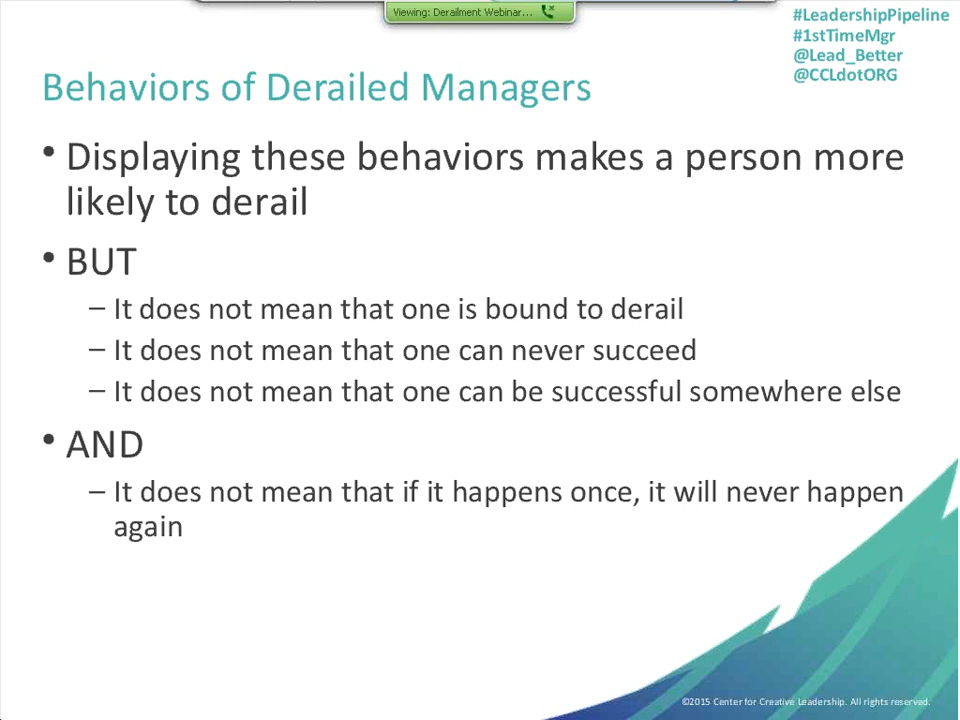 Viewing: Derailment Webinar...
#LeadershipPipeline
#1stTimeMgr
@Lead_Better
@CCLdotORG
Behaviors of Derailed Managers
• Displaying these behaviors makes a person more
likely to derail
• BUT
– It does not mean that one is bound to derail
– It does not mean that one can never succeed
– It does not mean that one can be successful somewhere else
• AND
– It does not mean that if it happens once, it will never happen
again
©2015 Center for Creative Leadership. All rights reserved.